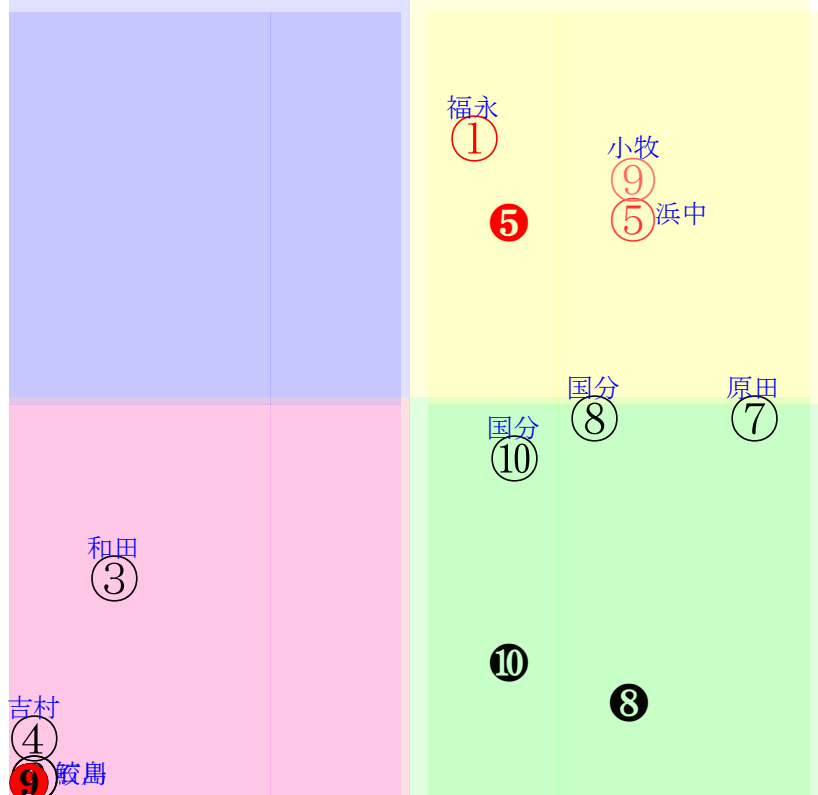 福永
①
小牧
⑨
⑤ 浜中
❺
国分
⑧
原田
⑦
国分
⑩
和田
③
❿
❽
吉村
④
❾